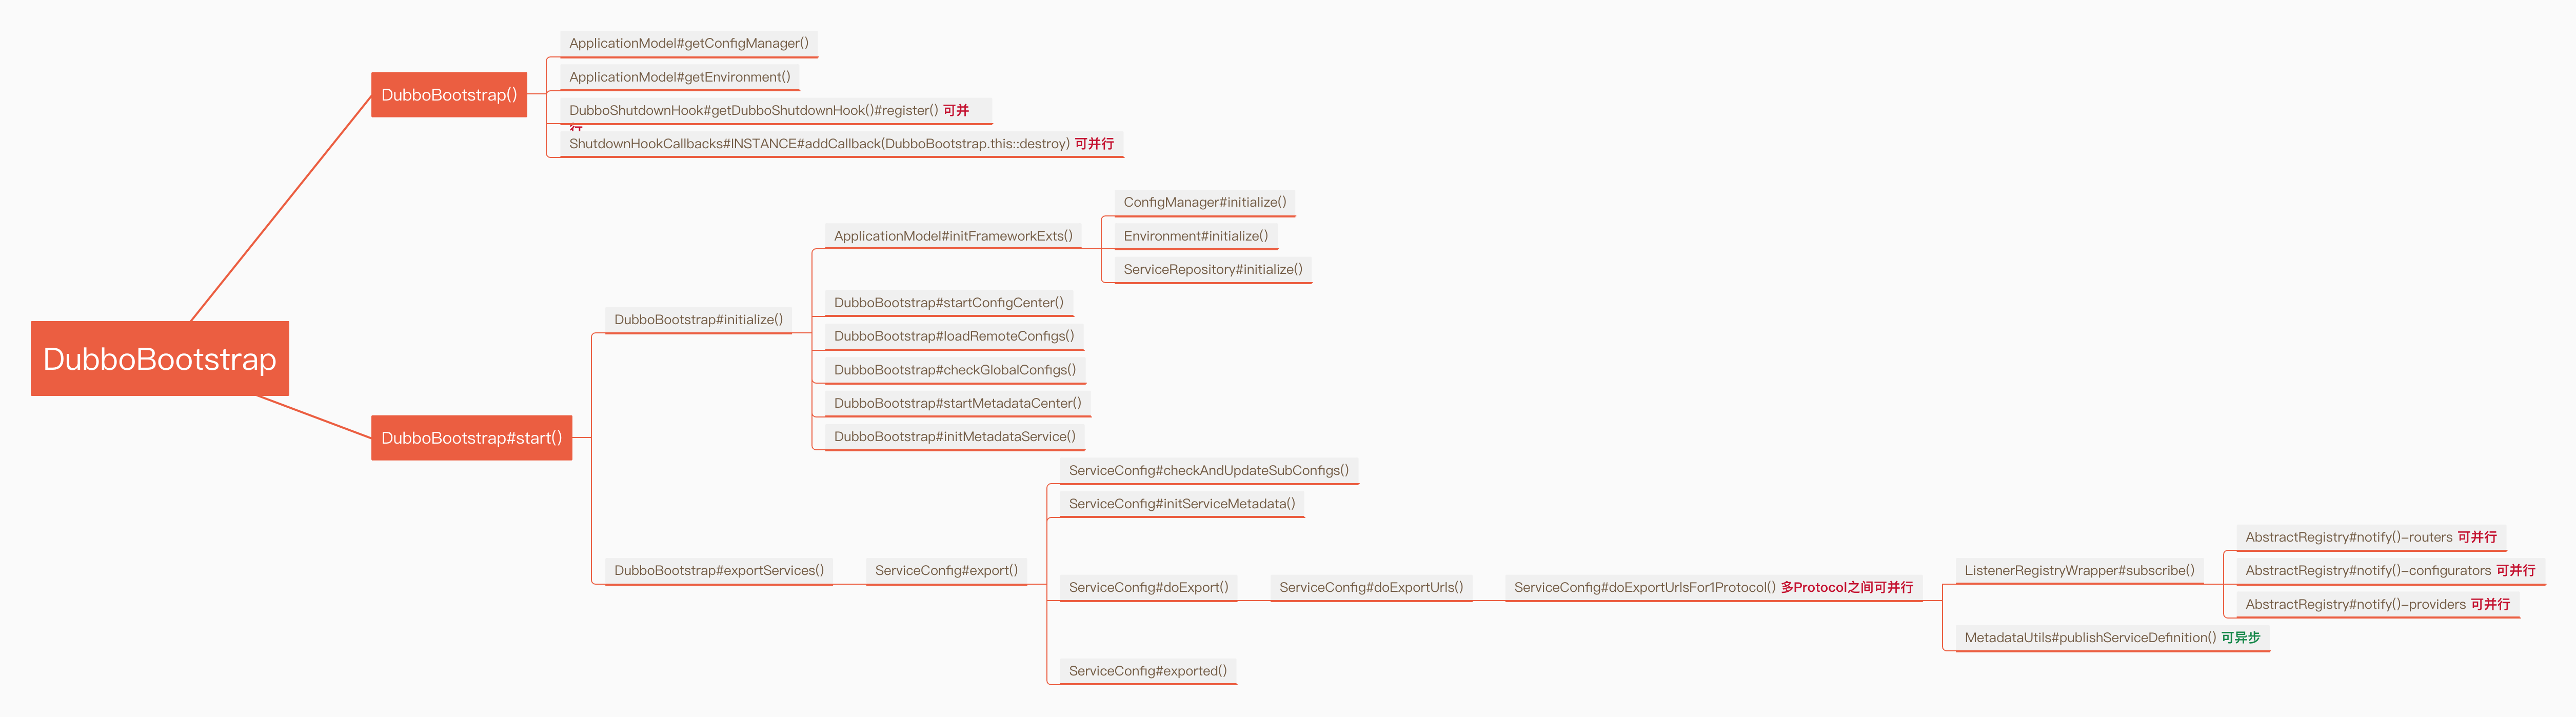 DubboBootstrap
DubboBootstrap()
ApplicationModel#getConfigManager()
ApplicationModel#getEnvironment()
DubboShutdownHook#getDubboShutdownHook()#register() 可并
行
ShutdownHookCallbacks#INSTANCE#addCallback(DubboBootstrap.this::destroy) 可并行
DubboBootstrap#start()
DubboBootstrap#initialize()
ApplicationModel#initFrameworkExts()
ConfigManager#initialize()
Environment#initialize()
ServiceRepository#initialize()
DubboBootstrap#startConfigCenter()
DubboBootstrap#loadRemoteConfigs()
DubboBootstrap#checkGlobalConfigs()
DubboBootstrap#startMetadataCenter()
DubboBootstrap#initMetadataService()
DubboBootstrap#exportServices()
ServiceConfig#export()
ServiceConfig#checkAndUpdateSubConfigs()
ServiceConfig#initServiceMetadata()
ServiceConfig#doExport()
ServiceConfig#doExportUrls()
ServiceConfig#doExportUrlsFor1Protocol() 多Protocol之间可并行
ListenerRegistryWrapper#subscribe()
AbstractRegistry#notify()-routers 可并行
AbstractRegistry#notify()-configurators 可并行
AbstractRegistry#notify()-providers 可并行
MetadataUtils#publishServiceDefinition() 可异步
ServiceConfig#exported()